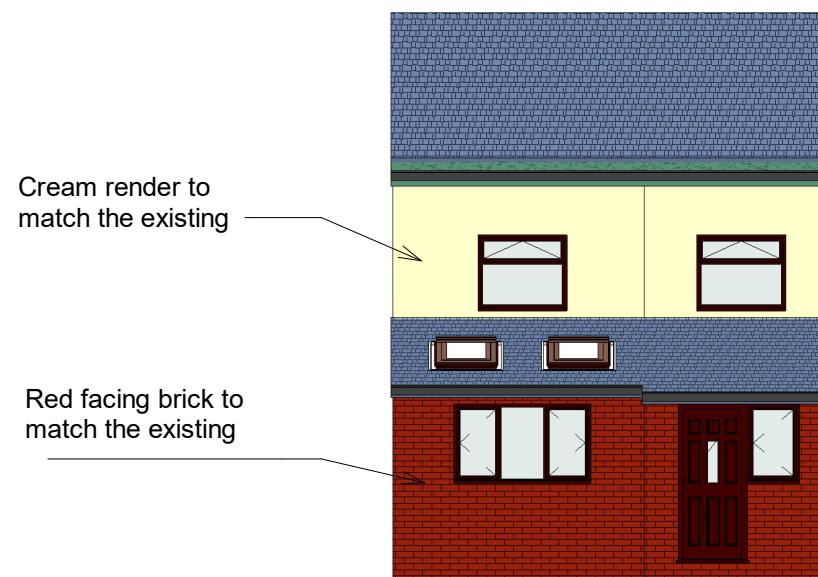 Cream render to
match the existing
Red facing brick to
match the existing